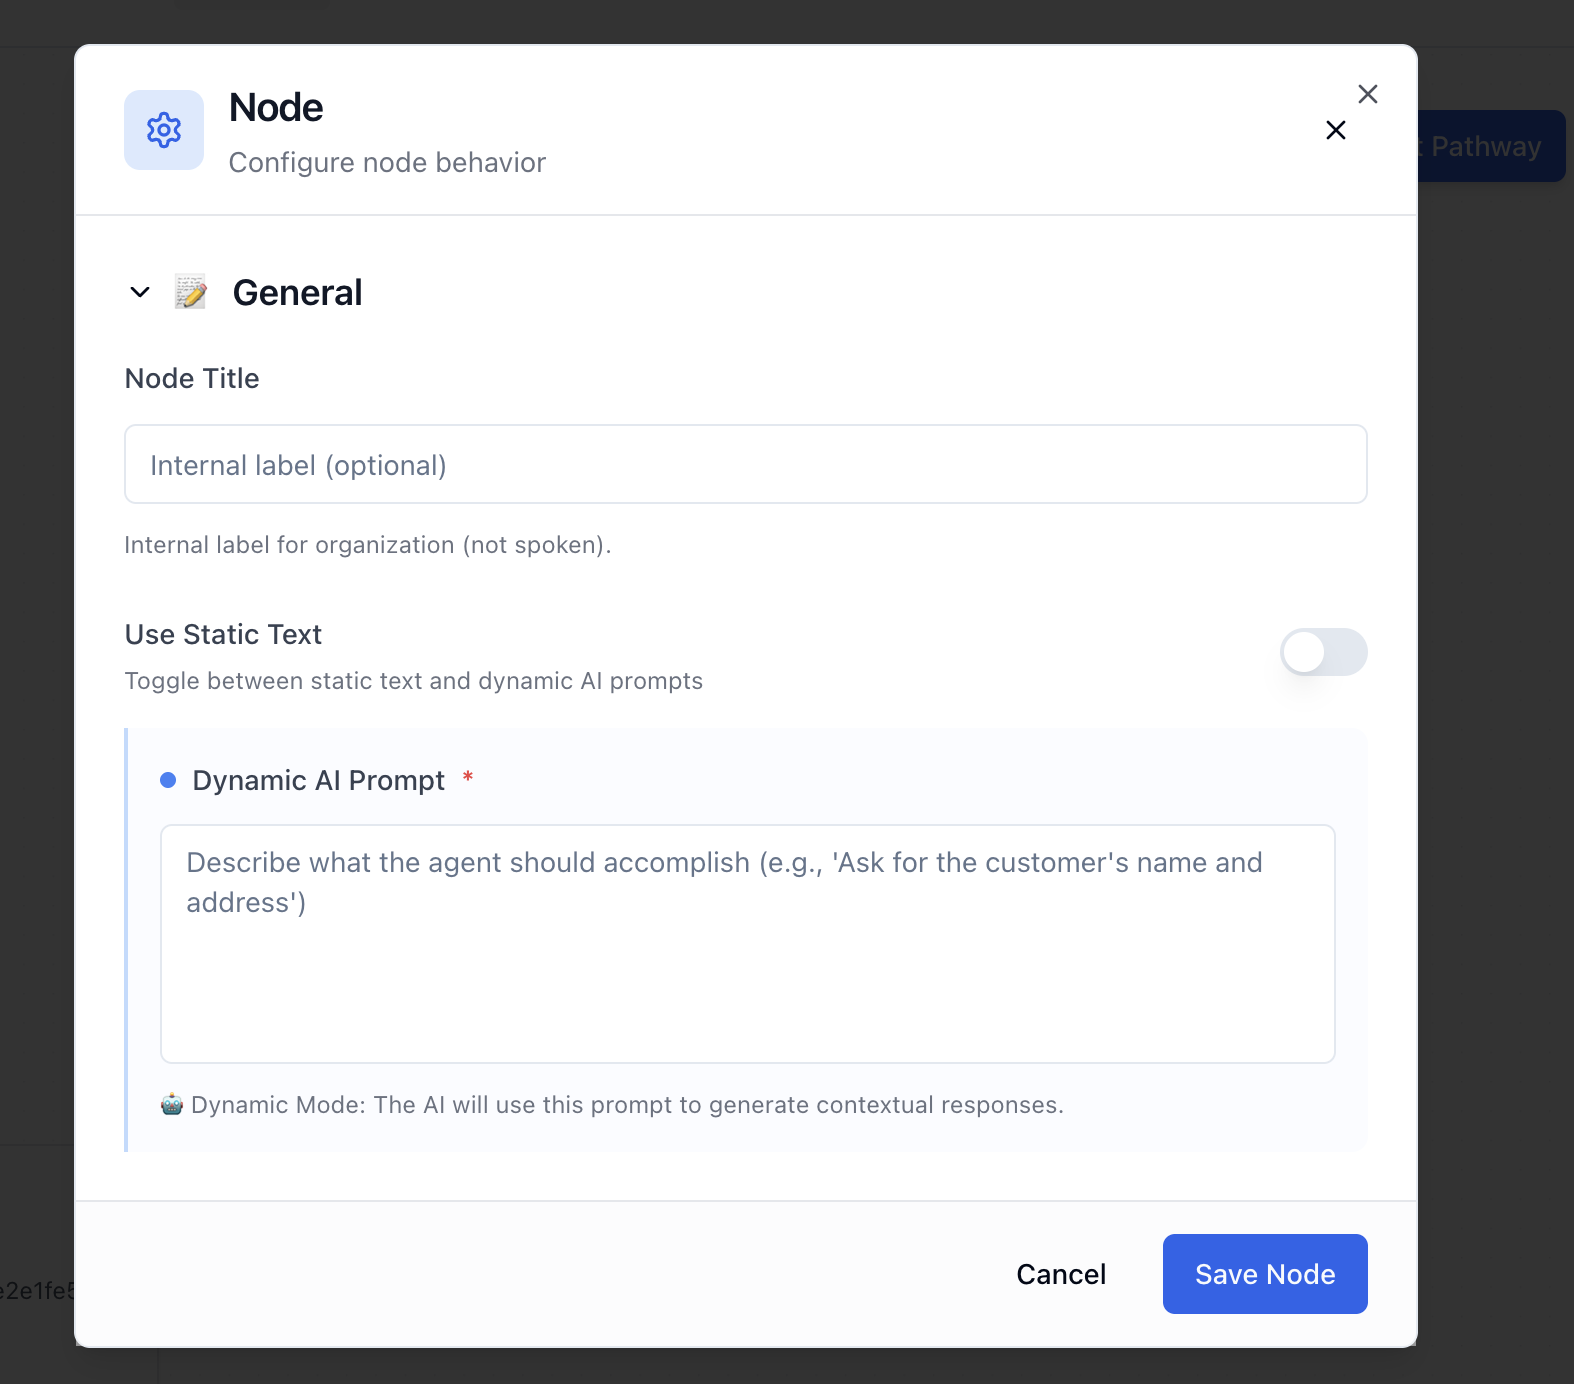 Node
Configure node behavior
t Pathway
General
Node Title
Internal label (optional)
Internal label for organization (not spoken).
Use Static Text
Toggle between static text and dynamic AI prompts
Dynamic AI Prompt *
Describe what the agent should accomplish (e.g., 'Ask for the customer's name and
address')
Dynamic Mode: The AI will use this prompt to generate contextual responses.
Cancel
Save Node